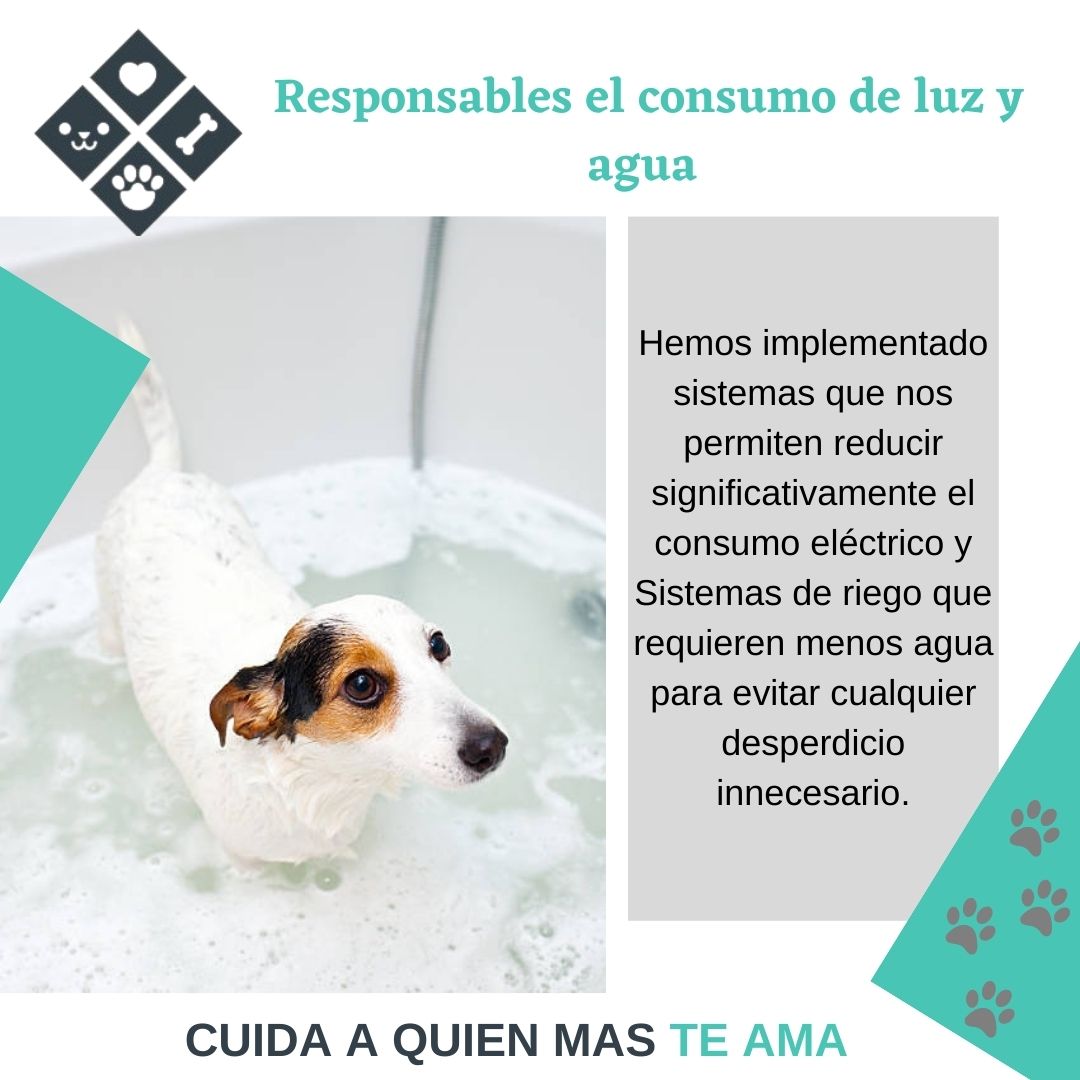 Responsables el consumo de luz y
agua
Hemos implementado
sistemas que nos
permiten reducir
significativamente el
consumo eléctrico y
Sistemas de riego que
requieren menos agua
para evitar cualquier
desperdicio
innecesario.
CUIDA A QUIEN MAS TE AMA